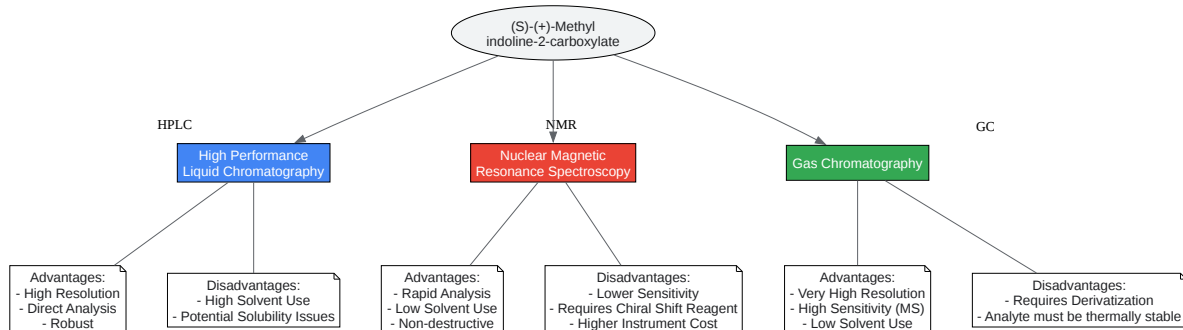 (S)-(+)-Methyl
indoline-2-carboxylate
HPLC
NMR
GC
High Performance
Liquid Chromatography
Nuclear Magnetic
Resonance Spectroscopy
Gas Chromatography
Advantages:
- High Resolution
- Direct Analysis
- Robust
Disadvantages:
- High Solvent Use
- Potential Solubility Issues
Advantages:
- Rapid Analysis
- Low Solvent Use
- Non-destructive
Disadvantages:
- Lower Sensitivity
- Requires Chiral Shift Reagent
- Higher Instrument Cost
Advantages:
- Very High Resolution
- High Sensitivity (MS)
- Low Solvent Use
Disadvantages:
- Requires Derivatization
- Analyte must be thermally stable